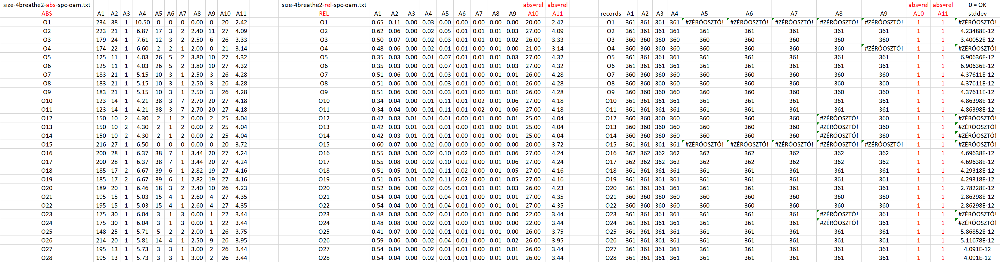 size-4breathe2-abs-spc-oam.txt size-4breathe2-rel-spc-oam.txt abs=rel abs=rel abs=rel abs=rel 0 = OK
ABS A1 A2 A3 A4 A5 A6 A7 A8 A9 A10 A11 REL A1 A2 A3 A4 A5 A6 A7 A8 A9 A10 A11 records A1 A2 A3 A4 A5 A6 A7 A8 A9 A10 A11 stddev
O1 234 38 1 10.50 0 0 0 0.00 0 20 2.42 O1 0.65 0.11 0.00 0.03 0.00 0.00 0.00 0.00 0.00 20.00 2.42 O1 361 361 361 361 #ZÉRÓOSZTÓ! #ZÉRÓOSZTÓ! #ZÉRÓOSZTÓ! #ZÉRÓOSZTÓ! #ZÉRÓOSZTÓ! 1 1 #ZÉRÓOSZTÓ!
O2 223 21 1 6.87 17 3 2 2.40 11 27 4.09 O2 0.62 0.06 0.00 0.02 0.05 0.01 0.01 0.01 0.03 27.00 4.09 O2 361 361 361 361 361 361 361 361 361 1 1 4.23488E-12
O3 179 24 1 7.61 12 3 2 2.50 6 26 3.33 O3 0.50 0.07 0.00 0.02 0.03 0.01 0.01 0.01 0.02 26.00 3.33 O3 360 360 360 360 360 360 360 360 360 1 1 3.40052E-12
O4 174 22 1 6.60 2 2 1 2.00 0 21 3.14 O4 0.48 0.06 0.00 0.02 0.01 0.01 0.00 0.01 0.00 21.00 3.14 O4 360 360 360 360 360 360 360 360 #ZÉRÓOSZTÓ! 1 1 #ZÉRÓOSZTÓ!
O5 125 11 1 4.03 26 5 2 3.80 10 27 4.32 O5 0.35 0.03 0.00 0.01 0.07 0.01 0.01 0.01 0.03 27.00 4.32 O5 361 361 361 361 361 361 361 361 361 1 1 6.90636E-12
O6 125 11 1 4.03 26 5 2 3.80 10 27 4.32 O6 0.35 0.03 0.00 0.01 0.07 0.01 0.01 0.01 0.03 27.00 4.32 O6 361 361 361 361 361 361 361 361 361 1 1 6.90636E-12
O7 183 21 1 5.15 10 3 1 2.50 3 26 4.28 O7 0.51 0.06 0.00 0.01 0.03 0.01 0.00 0.01 0.01 26.00 4.28 O7 360 360 360 360 360 360 360 360 360 1 1 4.37611E-12
O8 183 21 1 5.15 10 3 1 2.50 3 26 4.28 O8 0.51 0.06 0.00 0.01 0.03 0.01 0.00 0.01 0.01 26.00 4.28 O8 360 360 360 360 360 360 360 360 360 1 1 4.37611E-12
O9 183 21 1 5.15 10 3 1 2.50 3 26 4.28 O9 0.51 0.06 0.00 0.01 0.03 0.01 0.00 0.01 0.01 26.00 4.28 O9 360 360 360 360 360 360 360 360 360 1 1 4.37611E-12
O10 123 14 1 4.21 38 3 7 2.70 20 27 4.18 O10 0.34 0.04 0.00 0.01 0.11 0.01 0.02 0.01 0.06 27.00 4.18 O10 361 361 361 361 361 361 361 361 361 1 1 4.86398E-12
O11 123 14 1 4.21 38 3 7 2.70 20 27 4.18 O11 0.34 0.04 0.00 0.01 0.11 0.01 0.02 0.01 0.06 27.00 4.18 O11 361 361 361 361 361 361 361 361 361 1 1 4.86398E-12
O12 150 10 2 4.30 2 1 2 0.00 2 25 4.04 O12 0.42 0.03 0.01 0.01 0.01 0.00 0.01 0.00 0.01 25.00 4.04 O12 360 360 360 360 360 360 360 #ZÉRÓOSZTÓ! 360 1 1 #ZÉRÓOSZTÓ!
O13 150 10 2 4.30 2 1 2 0.00 2 25 4.04 O13 0.42 0.03 0.01 0.01 0.01 0.00 0.01 0.00 0.01 25.00 4.04 O13 360 360 360 360 360 360 360 #ZÉRÓOSZTÓ! 360 1 1 #ZÉRÓOSZTÓ!
O14 150 10 2 4.30 2 1 2 0.00 2 25 4.04 O14 0.42 0.03 0.01 0.01 0.01 0.00 0.01 0.00 0.01 25.00 4.04 O14 360 360 360 360 360 360 360 #ZÉRÓOSZTÓ! 360 1 1 #ZÉRÓOSZTÓ!
O15 216 27 1 6.50 0 0 0 0.00 0 20 3.72 O15 0.60 0.07 0.00 0.02 0.00 0.00 0.00 0.00 0.00 20.00 3.72 O15 361 361 361 361 #ZÉRÓOSZTÓ! #ZÉRÓOSZTÓ! #ZÉRÓOSZTÓ! #ZÉRÓOSZTÓ! #ZÉRÓOSZTÓ! 1 1 #ZÉRÓOSZTÓ!
O16 200 28 1 6.37 38 7 1 3.44 20 27 4.24 O16 0.55 0.08 0.00 0.02 0.10 0.02 0.00 0.01 0.06 27.00 4.24 O16 362 362 362 362 362 362 362 362 362 1 1 4.69638E-12
O17 200 28 1 6.37 38 7 1 3.44 20 27 4.24 O17 0.55 0.08 0.00 0.02 0.10 0.02 0.00 0.01 0.06 27.00 4.24 O17 362 362 362 362 362 362 362 362 362 1 1 4.69638E-12
O18 185 17 2 6.67 39 6 1 2.82 19 27 4.16 O18 0.51 0.05 0.01 0.02 0.11 0.02 0.00 0.01 0.05 27.00 4.16 O18 361 361 361 361 361 361 361 361 361 1 1 4.29318E-12
O19 185 17 2 6.67 39 6 1 2.82 19 27 4.16 O19 0.51 0.05 0.01 0.02 0.11 0.02 0.00 0.01 0.05 27.00 4.16 O19 361 361 361 361 361 361 361 361 361 1 1 4.29318E-12
O20 189 20 1 6.46 18 3 2 2.40 10 26 4.23 O20 0.52 0.06 0.00 0.02 0.05 0.01 0.01 0.01 0.03 26.00 4.23 O20 361 361 361 361 361 361 361 361 361 1 1 2.78228E-12
O21 195 15 1 5.03 15 4 1 2.60 4 27 4.35 O21 0.54 0.04 0.00 0.01 0.04 0.01 0.00 0.01 0.01 27.00 4.35 O21 360 360 360 360 360 360 360 360 360 1 1 2.86298E-12
O22 195 15 1 5.03 15 4 1 2.60 4 27 4.35 O22 0.54 0.04 0.00 0.01 0.04 0.01 0.00 0.01 0.01 27.00 4.35 O22 360 360 360 360 360 360 360 360 360 1 1 2.86298E-12
O23 175 30 1 6.04 3 1 3 0.00 1 22 3.44 O23 0.48 0.08 0.00 0.02 0.01 0.00 0.01 0.00 0.00 22.00 3.44 O23 361 361 361 361 361 361 361 #ZÉRÓOSZTÓ! 361 1 1 #ZÉRÓOSZTÓ!
O24 175 30 1 6.04 3 1 3 0.00 1 22 3.44 O24 0.48 0.08 0.00 0.02 0.01 0.00 0.01 0.00 0.00 22.00 3.44 O24 361 361 361 361 361 361 361 #ZÉRÓOSZTÓ! 361 1 1 #ZÉRÓOSZTÓ!
O25 148 25 1 5.71 5 2 2 2.00 1 26 3.75 O25 0.41 0.07 0.00 0.02 0.01 0.01 0.01 0.01 0.00 26.00 3.75 O25 361 361 361 361 361 361 361 361 361 1 1 5.86852E-12
O26 214 20 1 5.81 14 4 1 2.50 9 26 3.95 O26 0.59 0.06 0.00 0.02 0.04 0.01 0.00 0.01 0.02 26.00 3.95 O26 361 361 361 361 361 361 361 361 361 1 1 5.11678E-12
O27 195 13 1 5.73 3 3 1 3.00 2 26 3.44 O27 0.54 0.04 0.00 0.02 0.01 0.01 0.00 0.01 0.01 26.00 3.44 O27 361 361 361 361 361 361 361 361 361 1 1 4.091E-12
O28 195 13 1 5.73 3 3 1 3.00 2 26 3.44 O28 0.54 0.04 0.00 0.02 0.01 0.01 0.00 0.01 0.01 26.00 3.44 O28 361 361 361 361 361 361 361 361 361 1 1 4.091E-12